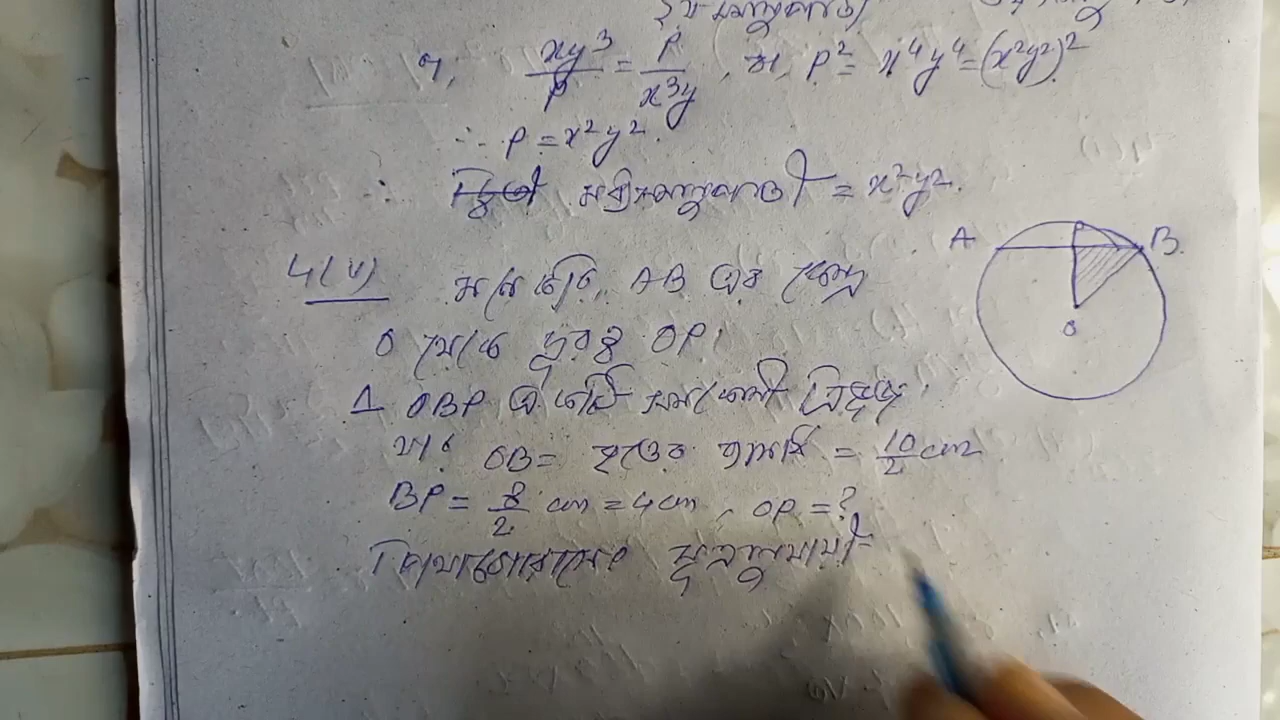 বা, xy³/P = P/x³y, বা, P² = x⁴y⁴ = (x²y²)²
∴ P = x²y².
∴ মধ্যসমানুপাতী = x²y².
4(v) মনে করি, AB এর কেন্দ্র
O থেকে দূরত্ব OP।
Δ OBP একটি সমকোণী ত্রিভুজ,
যার OB = বৃত্তের ব্যাসার্ধ = 10/2 cm
BP = 8/2 cm = 4cm, OP = ?
পিথাগোরাসের সূত্রানুযায়ী
A
B.
O